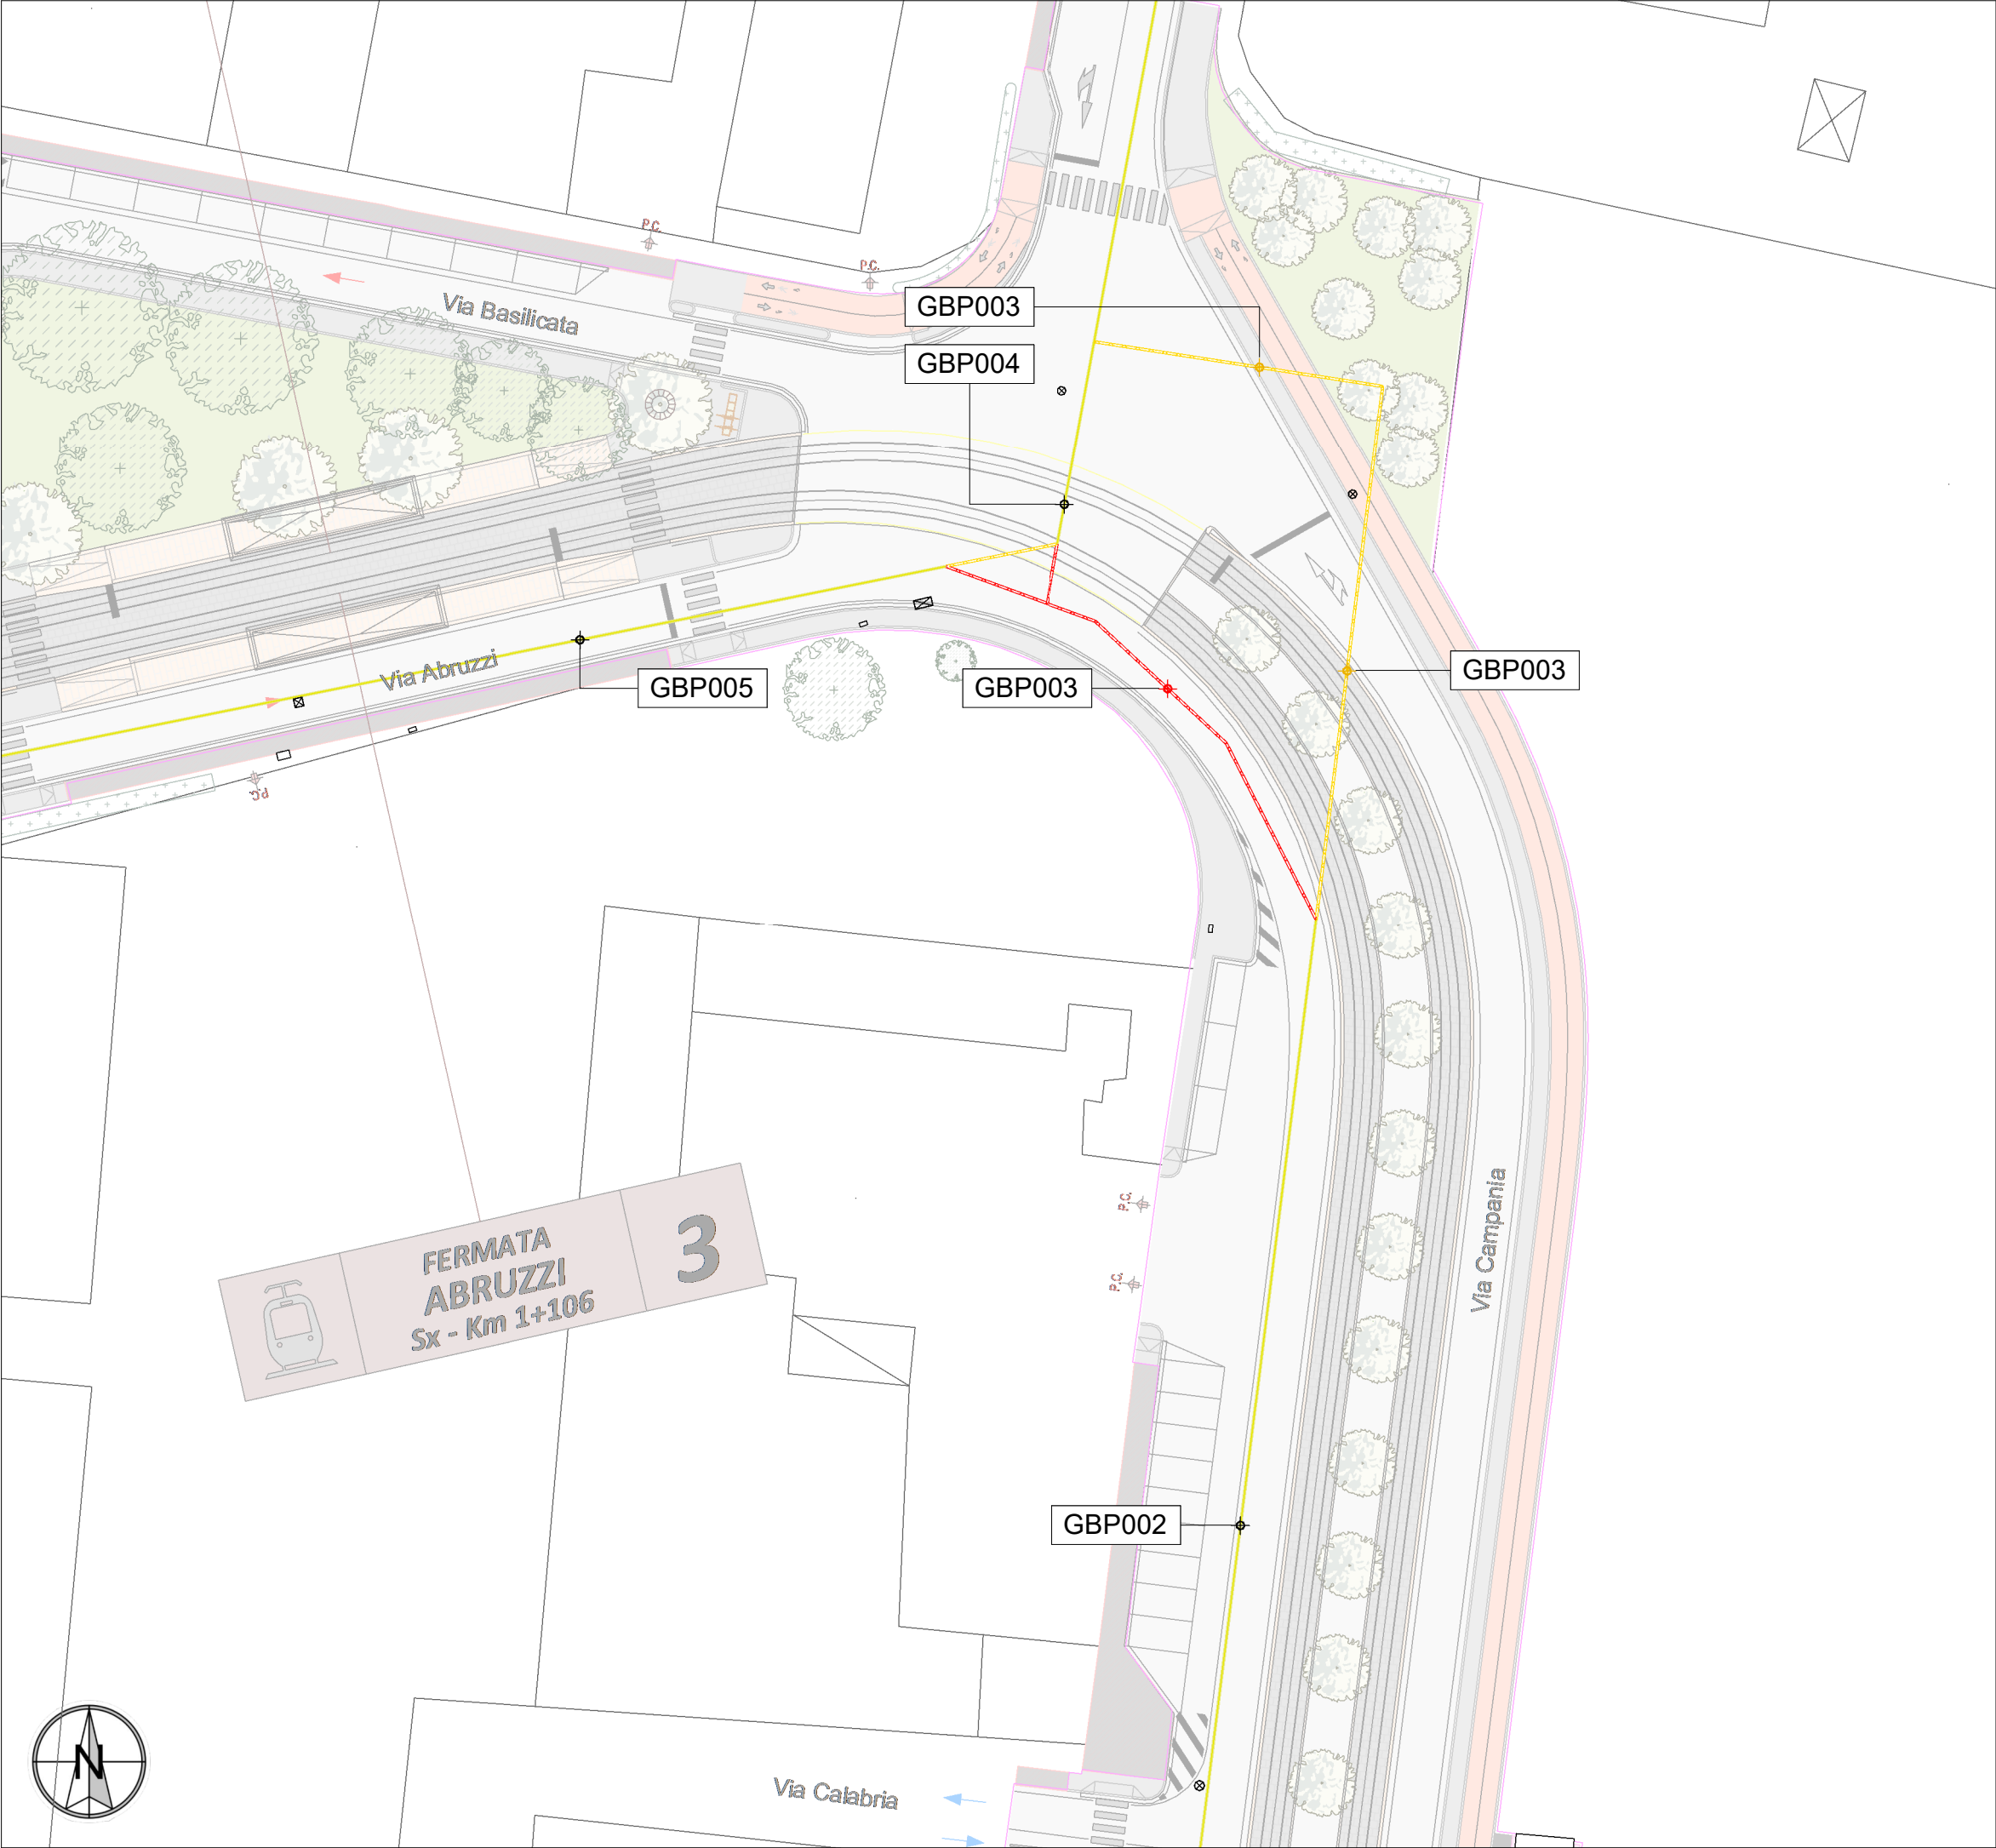 P.C.
P.C.
Via Basilicata
GBP003
GBP004
Via Abruzzi
GBP005
GBP003
GBP003
P.C.
P.C.
P.C.
Via Campania
FERMATA
ABRUZZI
Sx - Km 1+106
3
GBP002
N
Via Calabria